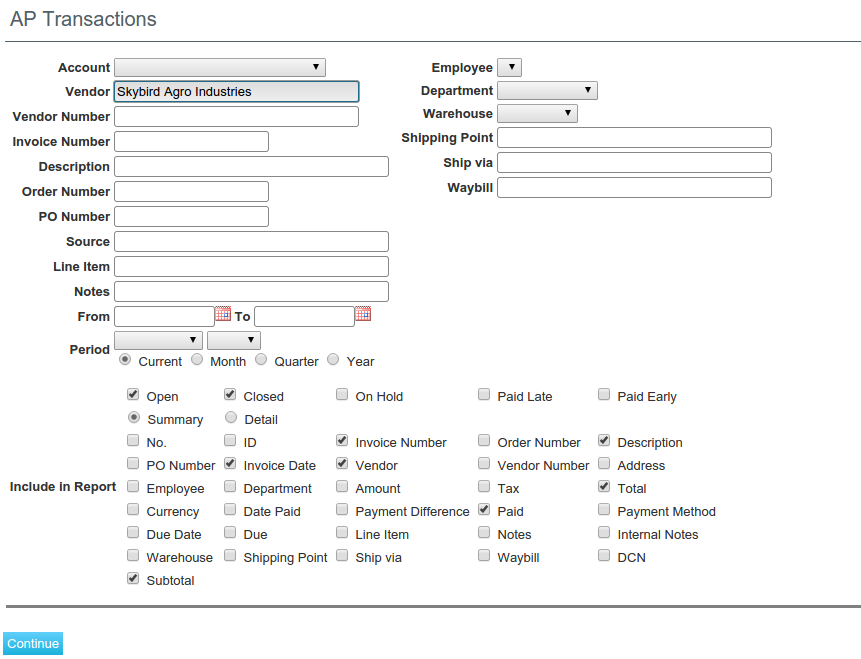 AP Transactions
Account
Employee
Vendor Skybird Agro Industries
Department
Vendor Number
Warehouse
Invoice Number
Shipping Point
Description
Ship via
Order Number
Waybill
PO Number
Source
Line Item
Notes
From To
Period
Current Month Quarter Year
Open Closed On Hold Paid Late Paid Early
Summary Detail
No. ID Invoice Number Order Number Description
PO Number Invoice Date Vendor Vendor Number Address
Include in Report Employee Department Amount Tax Total
Currency Date Paid Payment Difference Paid Payment Method
Due Date Due Line Item Notes Internal Notes
Warehouse Shipping Point Ship via Waybill DCN
Subtotal
Continue